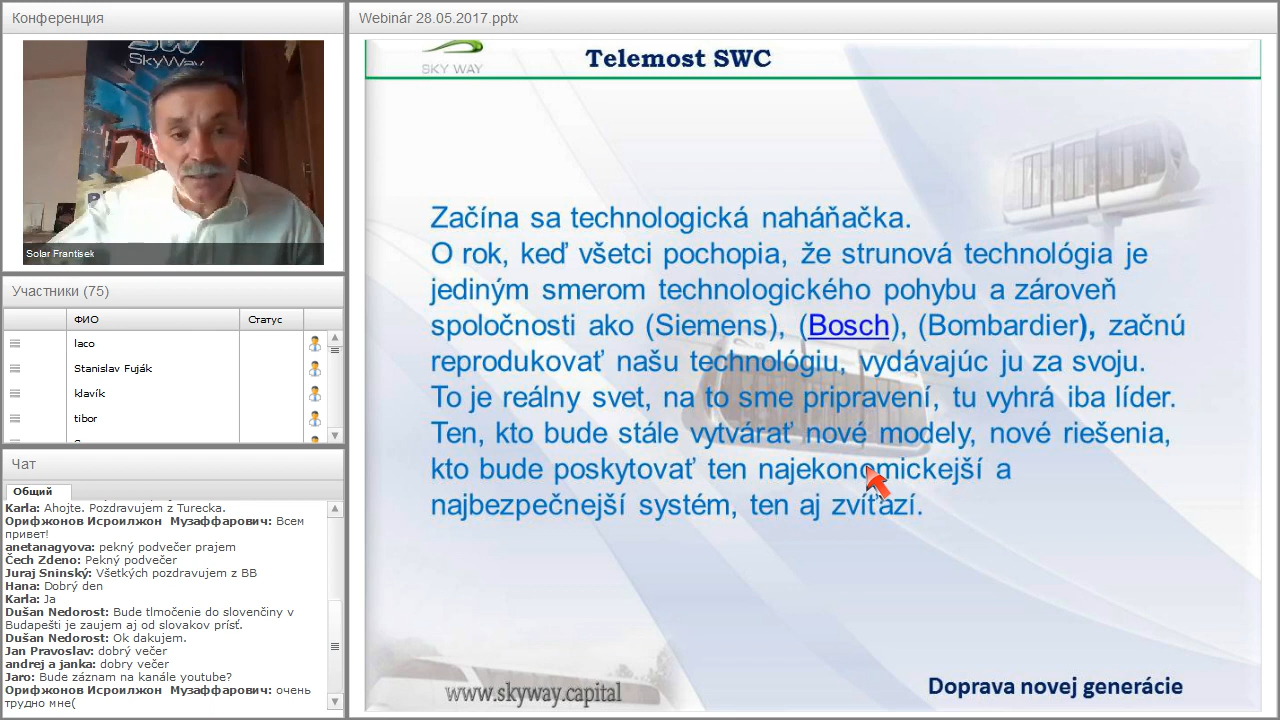 Конференция
SW
SkyWay
Solar Frantisek
Участники (75)
ФИО
Статус
laco
Stanislav Fuják
klavík
tibor
Чат
Общий
Karla: Ahojte. Pozdravujem z Turecka.
Орифжонов Исроилжон Музаффарович: Всем
привет!
anetanagyova: pekný podvečer prajem
Čech Zdeno: Pekný podvečer
Juraj Sninský: Všetkých pozdravujem z BB
Hana: Dobrý den
Karla: Ja
Dušan Nedorost: Bude tlmočenie do slovenčiny v
Budapešti je zaujem aj od slovakov prísť.
Dušan Nedorost: Ok dakujem.
Jan Pravoslav: dobrý večer
andrej a janka: dobry večer
Jaro: Bude záznam na kanále youtube?
Орифжонов Исроилжон Музаффарович: очень
трудно мне(
Webinár 28.05.2017.pptx
SKY WAY
Telemost SWC
Začína sa technologická naháňačka.
O rok, keď všetci pochopia, že strunová technológia je
jediným smerom technologického pohybu a zároveň
spoločnosti ako (Siemens), (Bosch), (Bombardier), začnú
reprodukovať našu technológiu, vydávajúc ju za svoju.
To je reálny svet, na to sme pripravení, tu vyhrá iba líder.
Ten, kto bude stále vytvárať nové modely, nové riešenia,
kto bude poskytovať ten najekonomickejší a
najbezpečnejší systém, ten aj zvíťazí.
www.skyway.capital
Doprava novej generácie